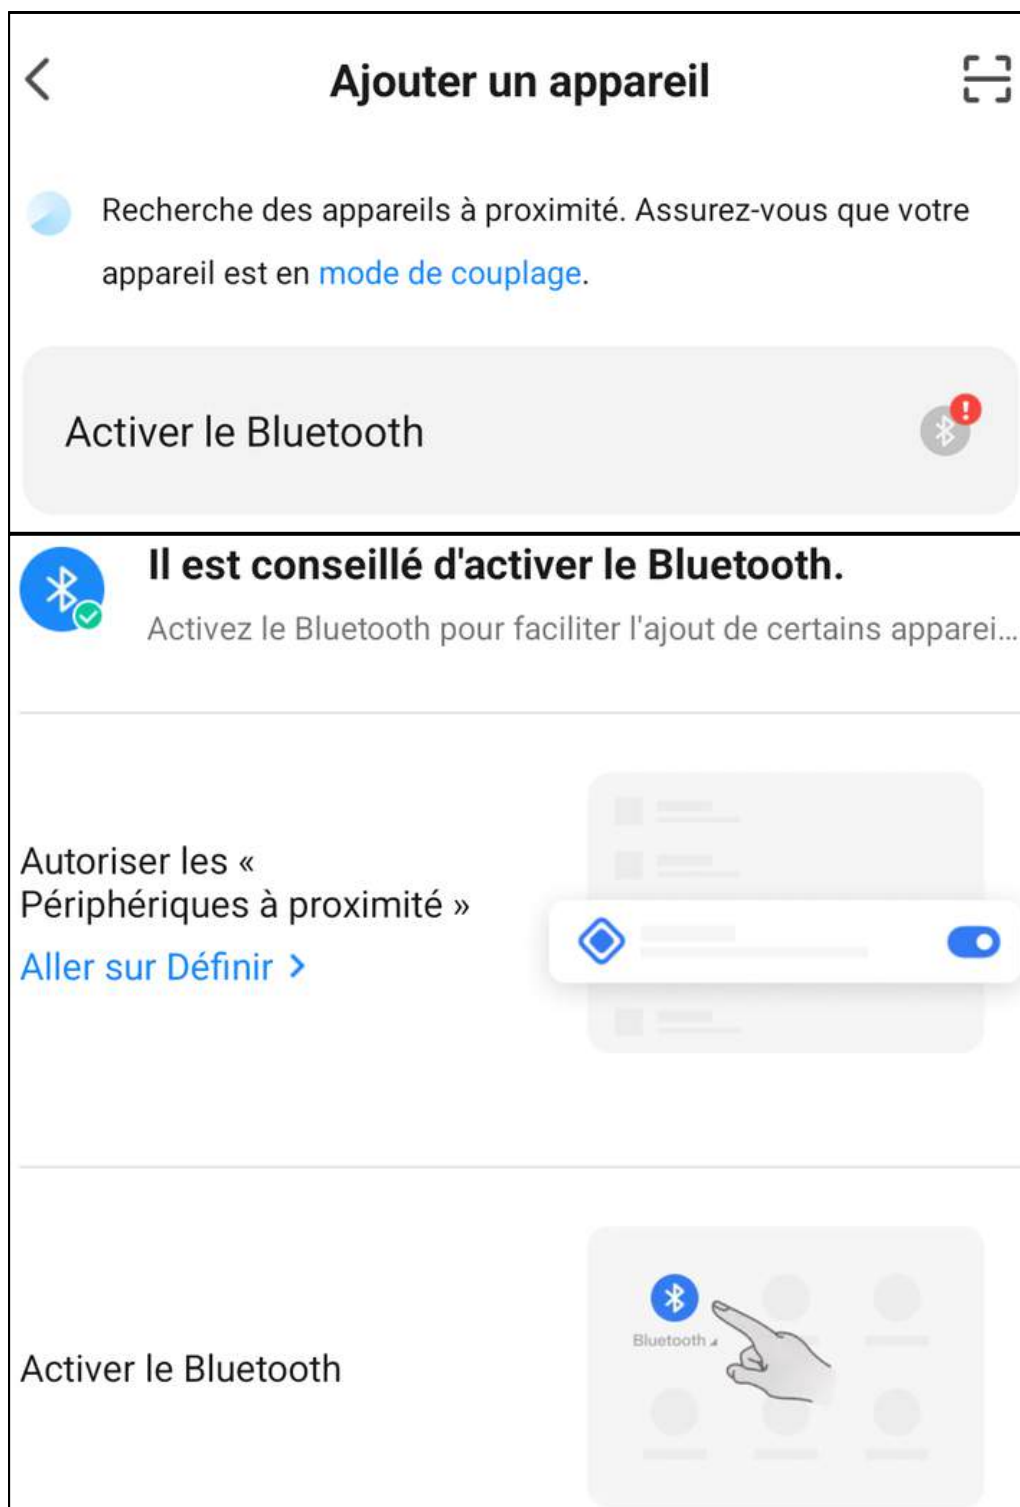 Ajouter un appareil
Recherche des appareils à proximité. Assurez-vous que votre
appareil est en mode de couplage.
Activer le Bluetooth
Il est conseillé d'activer le Bluetooth.
Activez le Bluetooth pour faciliter l'ajout de certains apparei...
Autoriser les «
Périphériques à proximité »
Aller sur Définir >
Bluetooth
Activer le Bluetooth